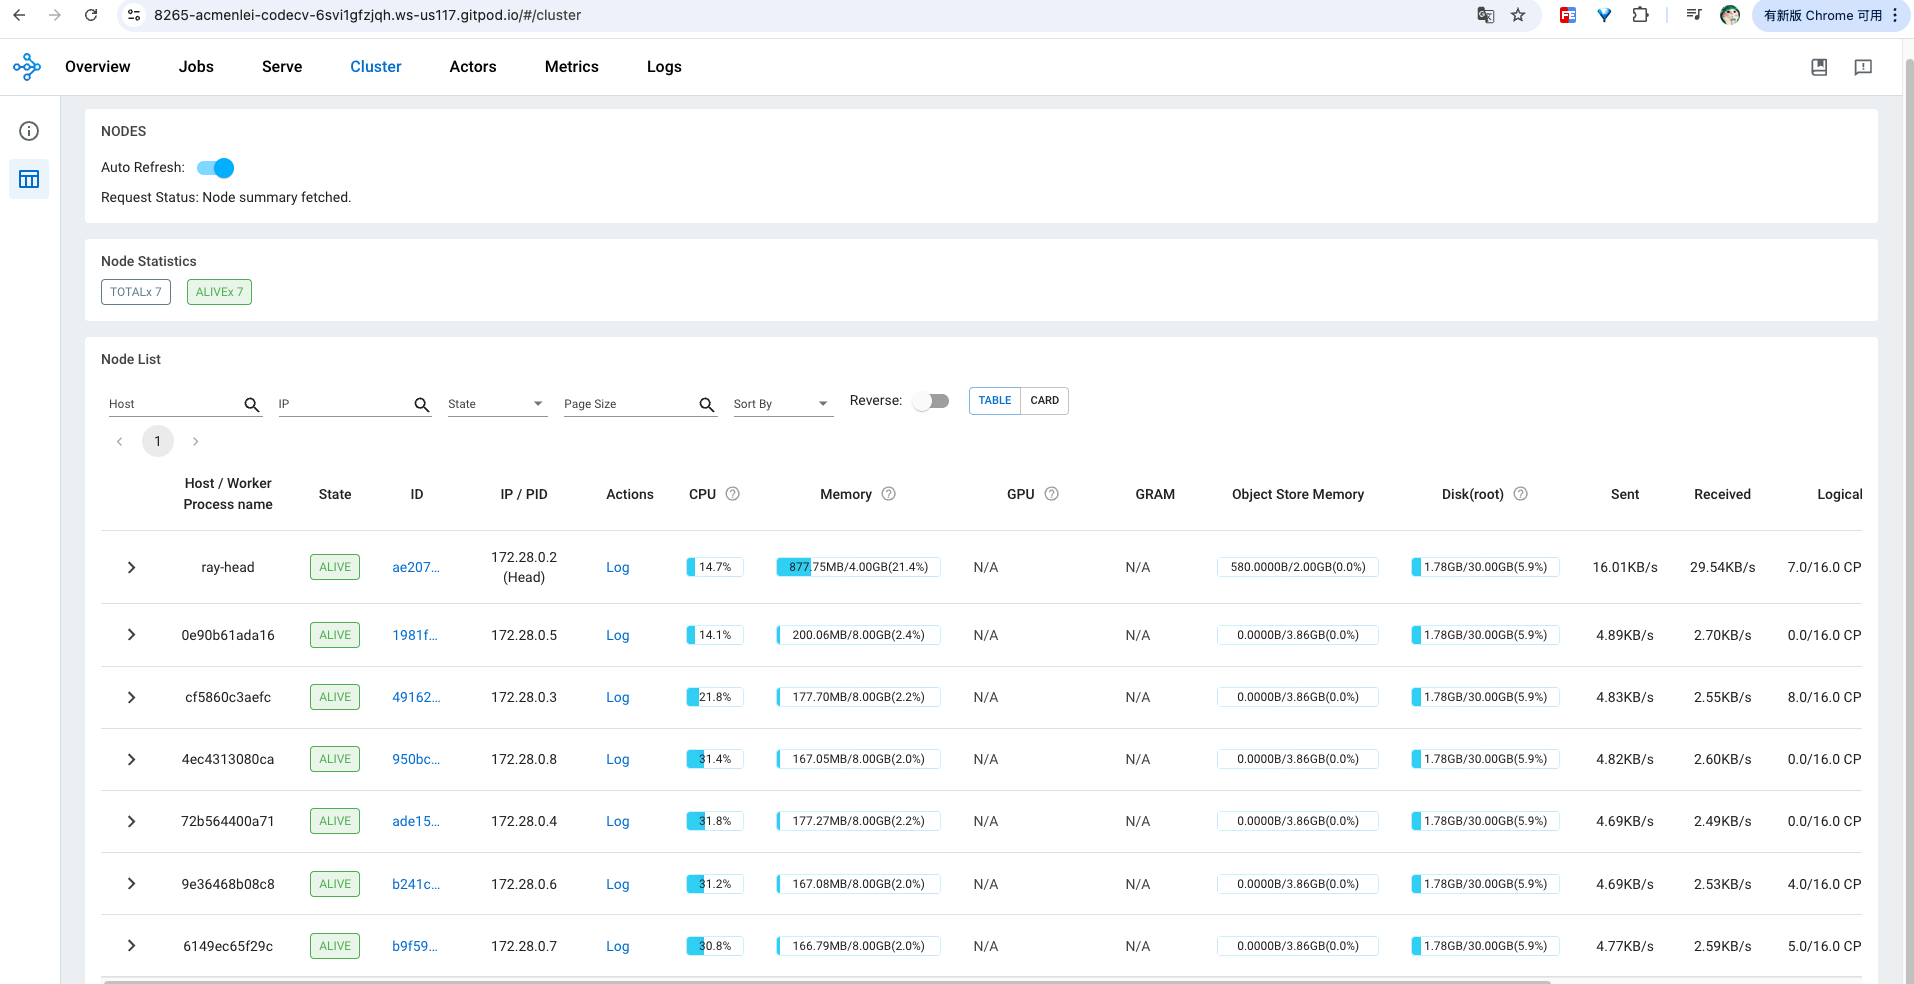 8265-acmenlei-codecv-6svi1gfzjqh.ws-us117.gitpod.io/#/cluster
有新版 Chrome 可用
Overview Jobs Serve Cluster Actors Metrics Logs
NODES
Auto Refresh:
Request Status: Node summary fetched.
Node Statistics
TOTALx 7 ALIVEx 7
Node List
Host IP State Page Size Sort By Reverse: TABLE CARD
1
Host / Worker Process name State ID IP / PID Actions CPU Memory GPU GRAM Object Store Memory Disk(root) Sent Received Logical
ray-head ALIVE ae207... 172.28.0.2 (Head) Log 14.7% 877.75MB/4.00GB(21.4%) N/A N/A 580.0000B/2.00GB(0.0%) 1.78GB/30.00GB(5.9%) 16.01KB/s 29.54KB/s 7.0/16.0 CP
0e90b61ada16 ALIVE 1981f... 172.28.0.5 Log 14.1% 200.06MB/8.00GB(2.4%) N/A N/A 0.0000B/3.86GB(0.0%) 1.78GB/30.00GB(5.9%) 4.89KB/s 2.70KB/s 0.0/16.0 CP
cf5860c3aefc ALIVE 49162... 172.28.0.3 Log 21.8% 177.70MB/8.00GB(2.2%) N/A N/A 0.0000B/3.86GB(0.0%) 1.78GB/30.00GB(5.9%) 4.83KB/s 2.55KB/s 8.0/16.0 CP
4ec4313080ca ALIVE 950bc... 172.28.0.8 Log 31.4% 167.05MB/8.00GB(2.0%) N/A N/A 0.0000B/3.86GB(0.0%) 1.78GB/30.00GB(5.9%) 4.82KB/s 2.60KB/s 0.0/16.0 CP
72b564400a71 ALIVE ade15... 172.28.0.4 Log 31.8% 177.27MB/8.00GB(2.2%) N/A N/A 0.0000B/3.86GB(0.0%) 1.78GB/30.00GB(5.9%) 4.69KB/s 2.49KB/s 0.0/16.0 CP
9e36468b08c8 ALIVE b241c... 172.28.0.6 Log 31.2% 167.08MB/8.00GB(2.0%) N/A N/A 0.0000B/3.86GB(0.0%) 1.78GB/30.00GB(5.9%) 4.69KB/s 2.53KB/s 4.0/16.0 CP
6149ec65f29c ALIVE b9f59... 172.28.0.7 Log 30.8% 166.79MB/8.00GB(2.0%) N/A N/A 0.0000B/3.86GB(0.0%) 1.78GB/30.00GB(5.9%) 4.77KB/s 2.59KB/s 5.0/16.0 CP